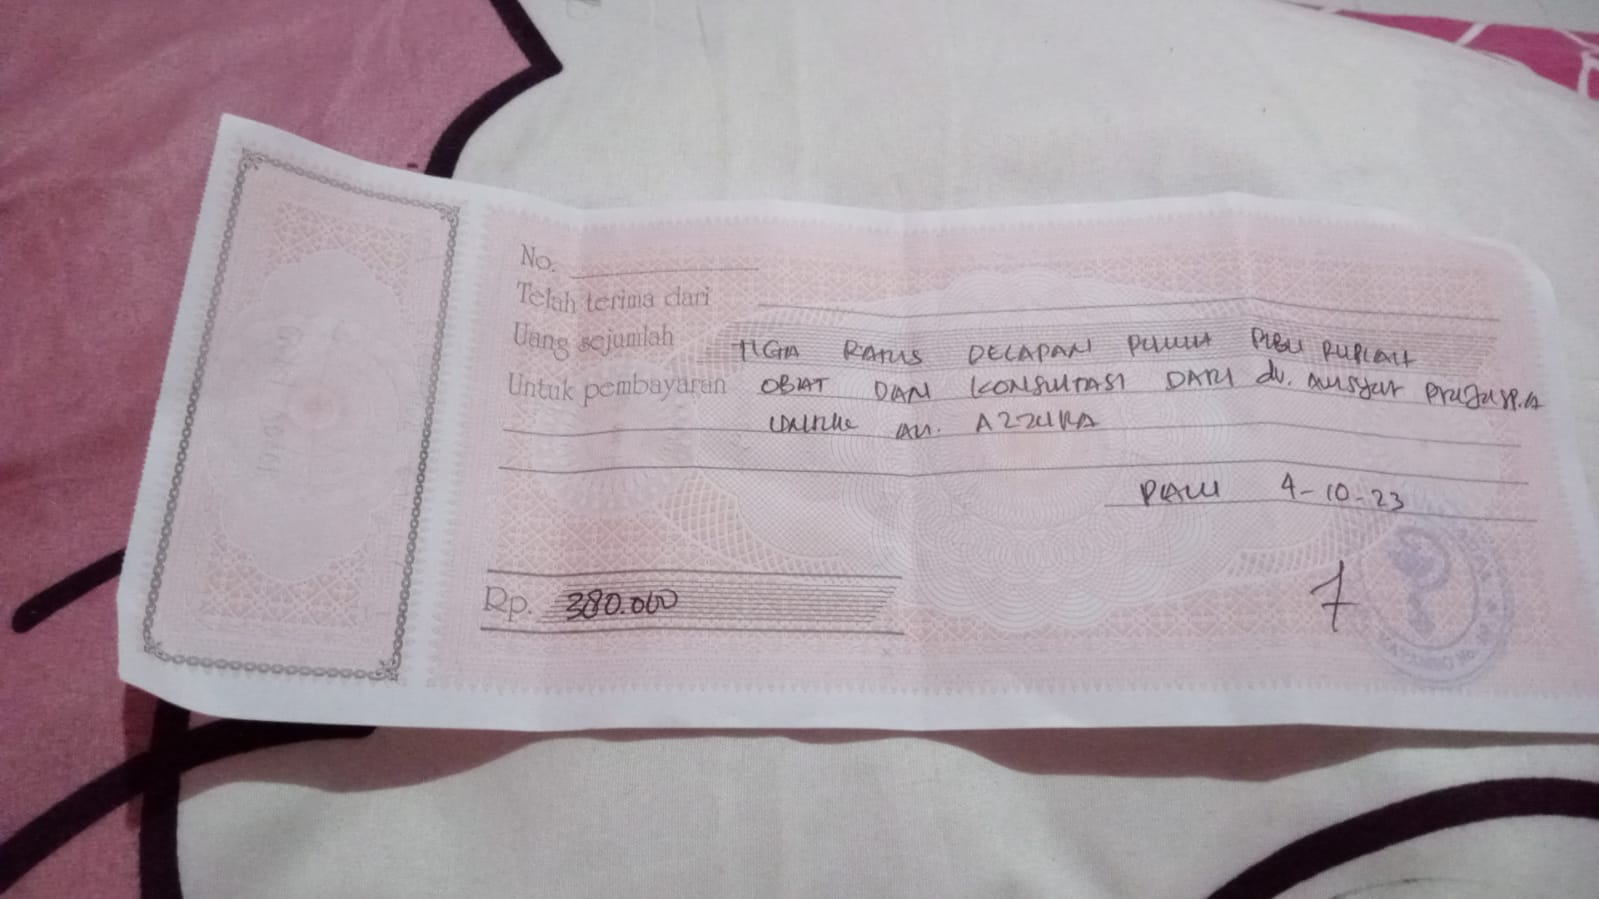 No.
Telah terima dari
Uang sejumlah TIGA RATUS DELAPAN PULUH RIBU RUPIAH
Untuk pembayaran OBAT DAN KONSULTASI DARI dr. Aisyar
UNTUK AN. AZZURA
PALU 4-10-23
Rp. 380.000